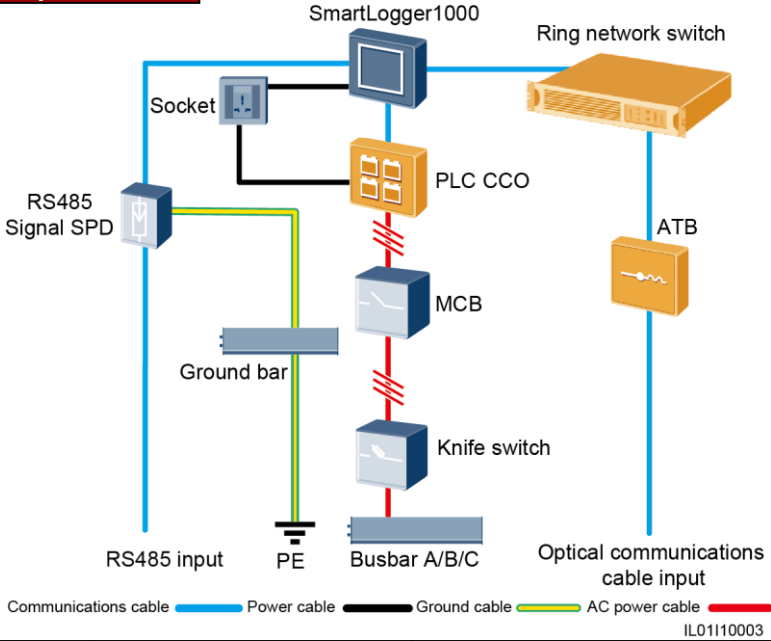 SmartLogger1000
Ring network switch
Socket
PLC CCO
RS485
Signal SPD
ATB
MCB
Ground bar
Knife switch
RS485 input
PE
Busbar A/B/C
Optical communications
cable input
Communications cable
Power cable
Ground cable
AC power cable
IL01I10003